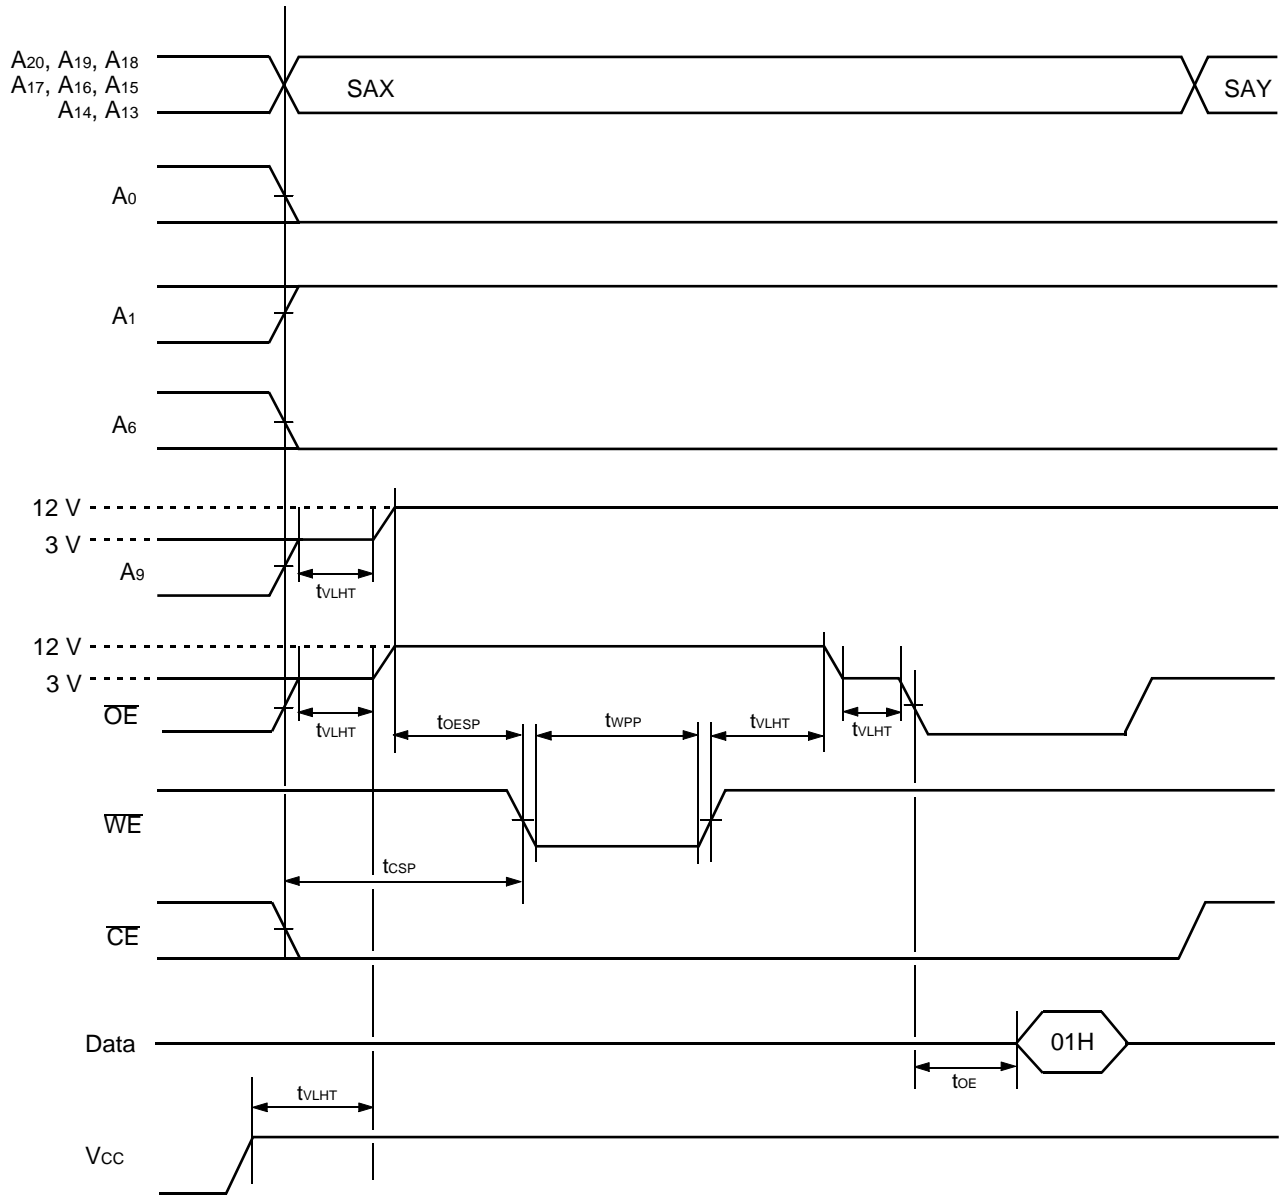 A20, A19, A18
A17, A16, A15
A14, A13
SAX
SAY
A0
A1
A6
12 V
3 V
A9
tVLHT
12 V
3 V
OE
tVLHT
tOESP
tWPP
tVLHT
tVLHT
WE
tCSP
CE
Data
01H
tOE
tVLHT
VCC